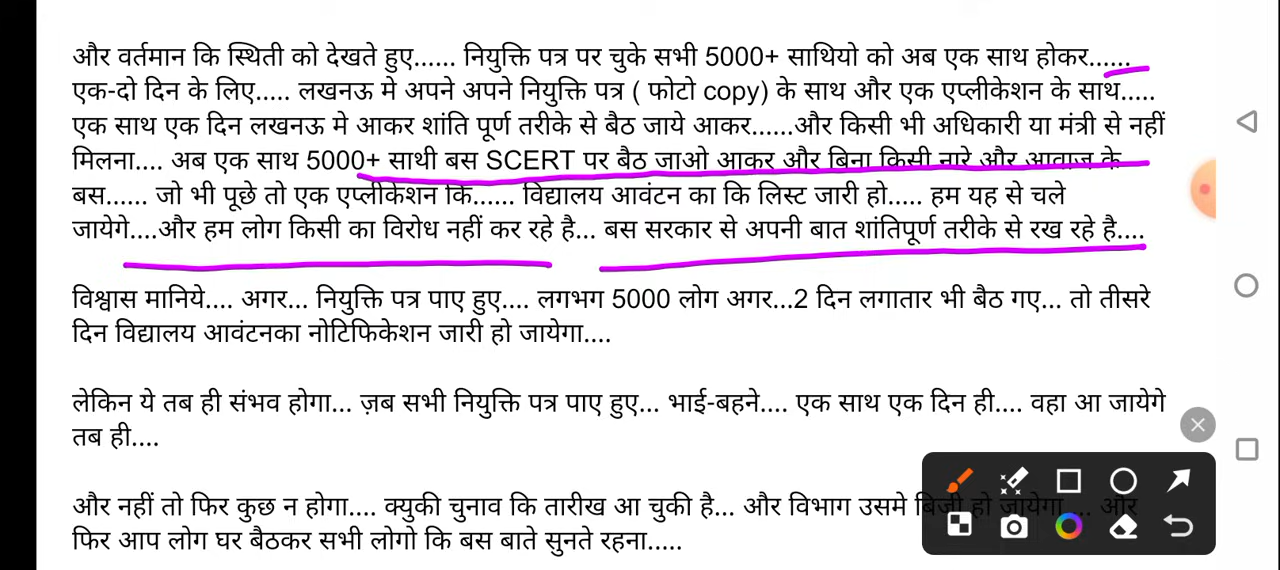 और वर्तमान कि स्थिती को देखते हुए...... नियुक्ति पत्र पर चुके सभी 5000+ साथियो को अब एक साथ होकर......
एक-दो दिन के लिए..... लखनऊ मे अपने अपने नियुक्ति पत्र ( फोटो copy) के साथ और एक एप्लीकेशन के साथ.....
एक साथ एक दिन लखनऊ मे आकर शांति पूर्ण तरीके से बैठ जाये आकर......और किसी भी अधिकारी या मंत्री से नहीं
मिलना.... अब एक साथ 5000+ साथी बस SCERT पर बैठ जाओ आकर और बिना किसी नारे और आवाज के
बस...... जो भी पूछे तो एक एप्लीकेशन कि...... विद्यालय आवंटन का कि लिस्ट जारी हो..... हम यह से चले
जायेगे....और हम लोग किसी का विरोध नहीं कर रहे है... बस सरकार से अपनी बात शांतिपूर्ण तरीके से रख रहे है....
विश्वास मानिये.... अगर... नियुक्ति पत्र पाए हुए.... लगभग 5000 लोग अगर...2 दिन लगातार भी बैठ गए... तो तीसरे
दिन विद्यालय आवंटनका नोटिफिकेशन जारी हो जायेगा....
लेकिन ये तब ही संभव होगा... ज़ब सभी नियुक्ति पत्र पाए हुए... भाई-बहने.... एक साथ एक दिन ही.... वहा आ जायेगे
तब ही....
और नहीं तो फिर कुछ न होगा.... क्युकी चुनाव कि तारीख आ चुकी है... और विभाग उसमे बिजी हो जायेगा.... और
फिर आप लोग घर बैठकर सभी लोगो कि बस बाते सुनते रहना.....